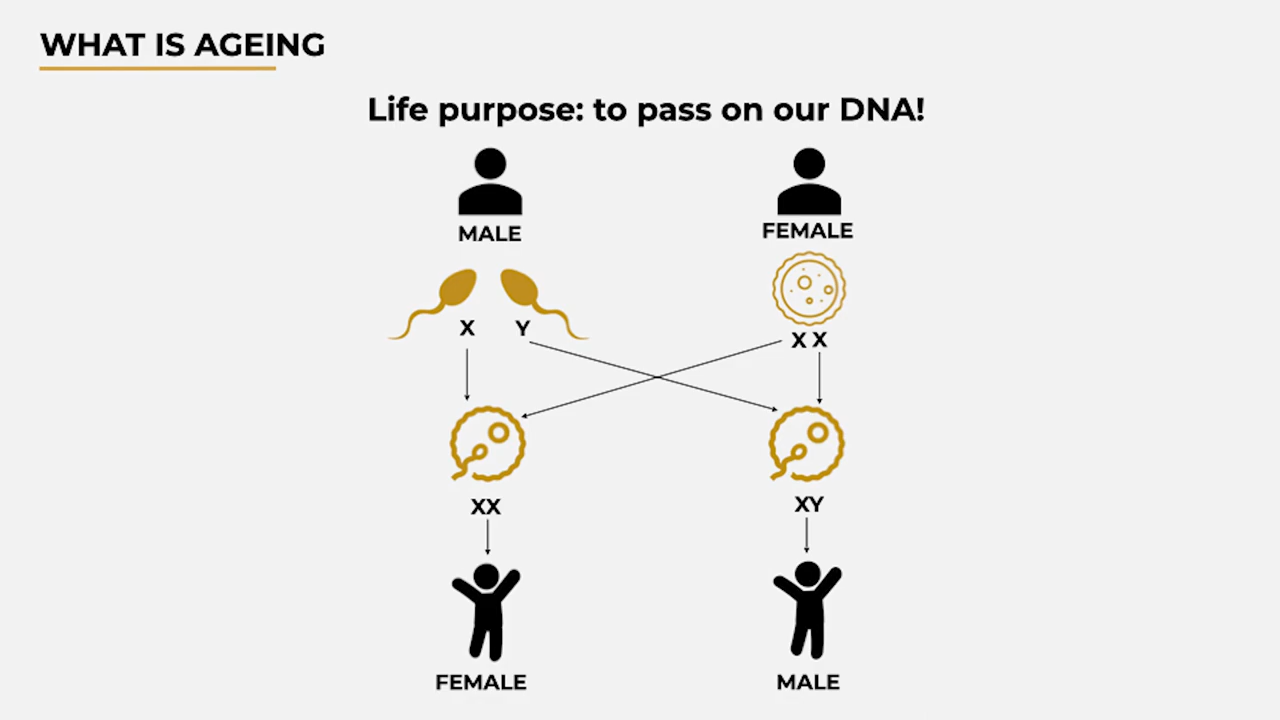 WHAT IS AGEING
Life purpose: to pass on our DNA!
MALE
FEMALE
X
Y
X X
XX
XY
FEMALE
MALE